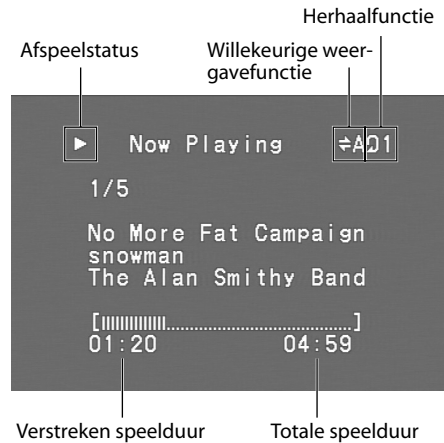 Herhaalfunctie
Afspeelstatus
Willekeurige weer-
gavefunctie
Now Playing
A
1
1/5
No More Fat Campaign
snowman
The Alan Smithy Band
[ ]
01:20
04:59
Verstreken speelduur
Totale speelduur